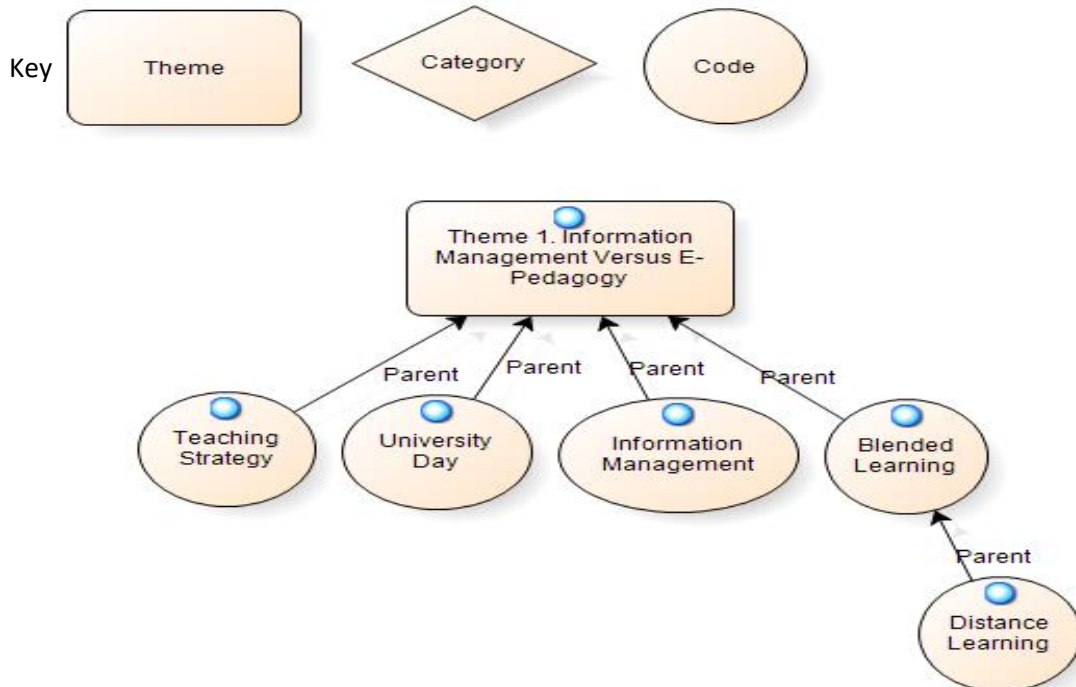 Key
Theme
Category
Code
Theme 1. Information
Management Versus E-
Pedagogy
Parent
Parent
Parent
Parent
Teaching
Strategy
University
Day
Information
Management
Blended
Learning
Parent
Distance
Learning